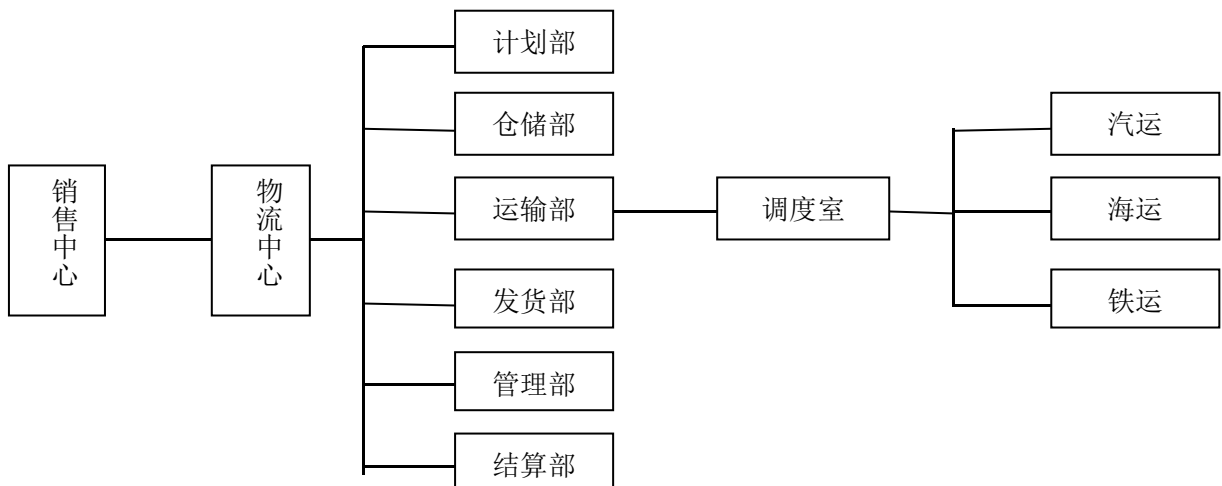 销售中心
物流中心
计划部
仓储部
运输部
发货部
管理部
结算部
调度室
汽运
海运
铁运